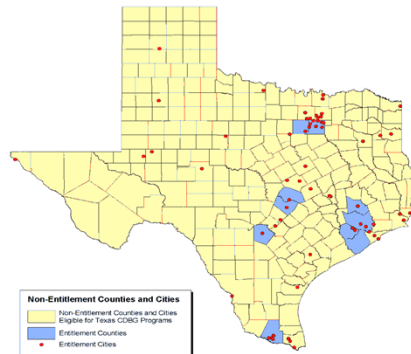 Non-Entitlement Counties and Cities
Non-Entitlement Counties and Cities
Eligible for Texas CDBG Programs
Entitlement Counties
Entitlement Cities